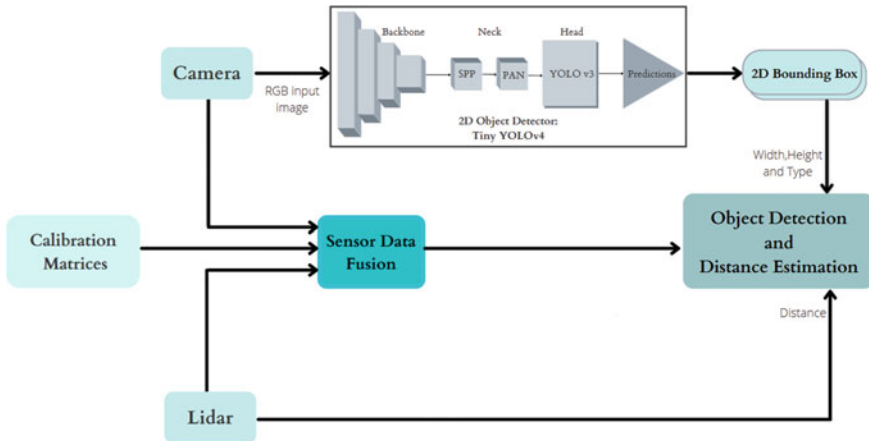 Backbone
Neck
Head
Camera
RGB input
image
SPP
PAN
YOLO v3
Predictions
2D Object Detector:
Tiny YOLOv4
2D Bounding Box
Width,Height
and Type
Calibration
Matrices
Sensor Data
Fusion
Object Detection
and
Distance Estimation
Distance
Lidar